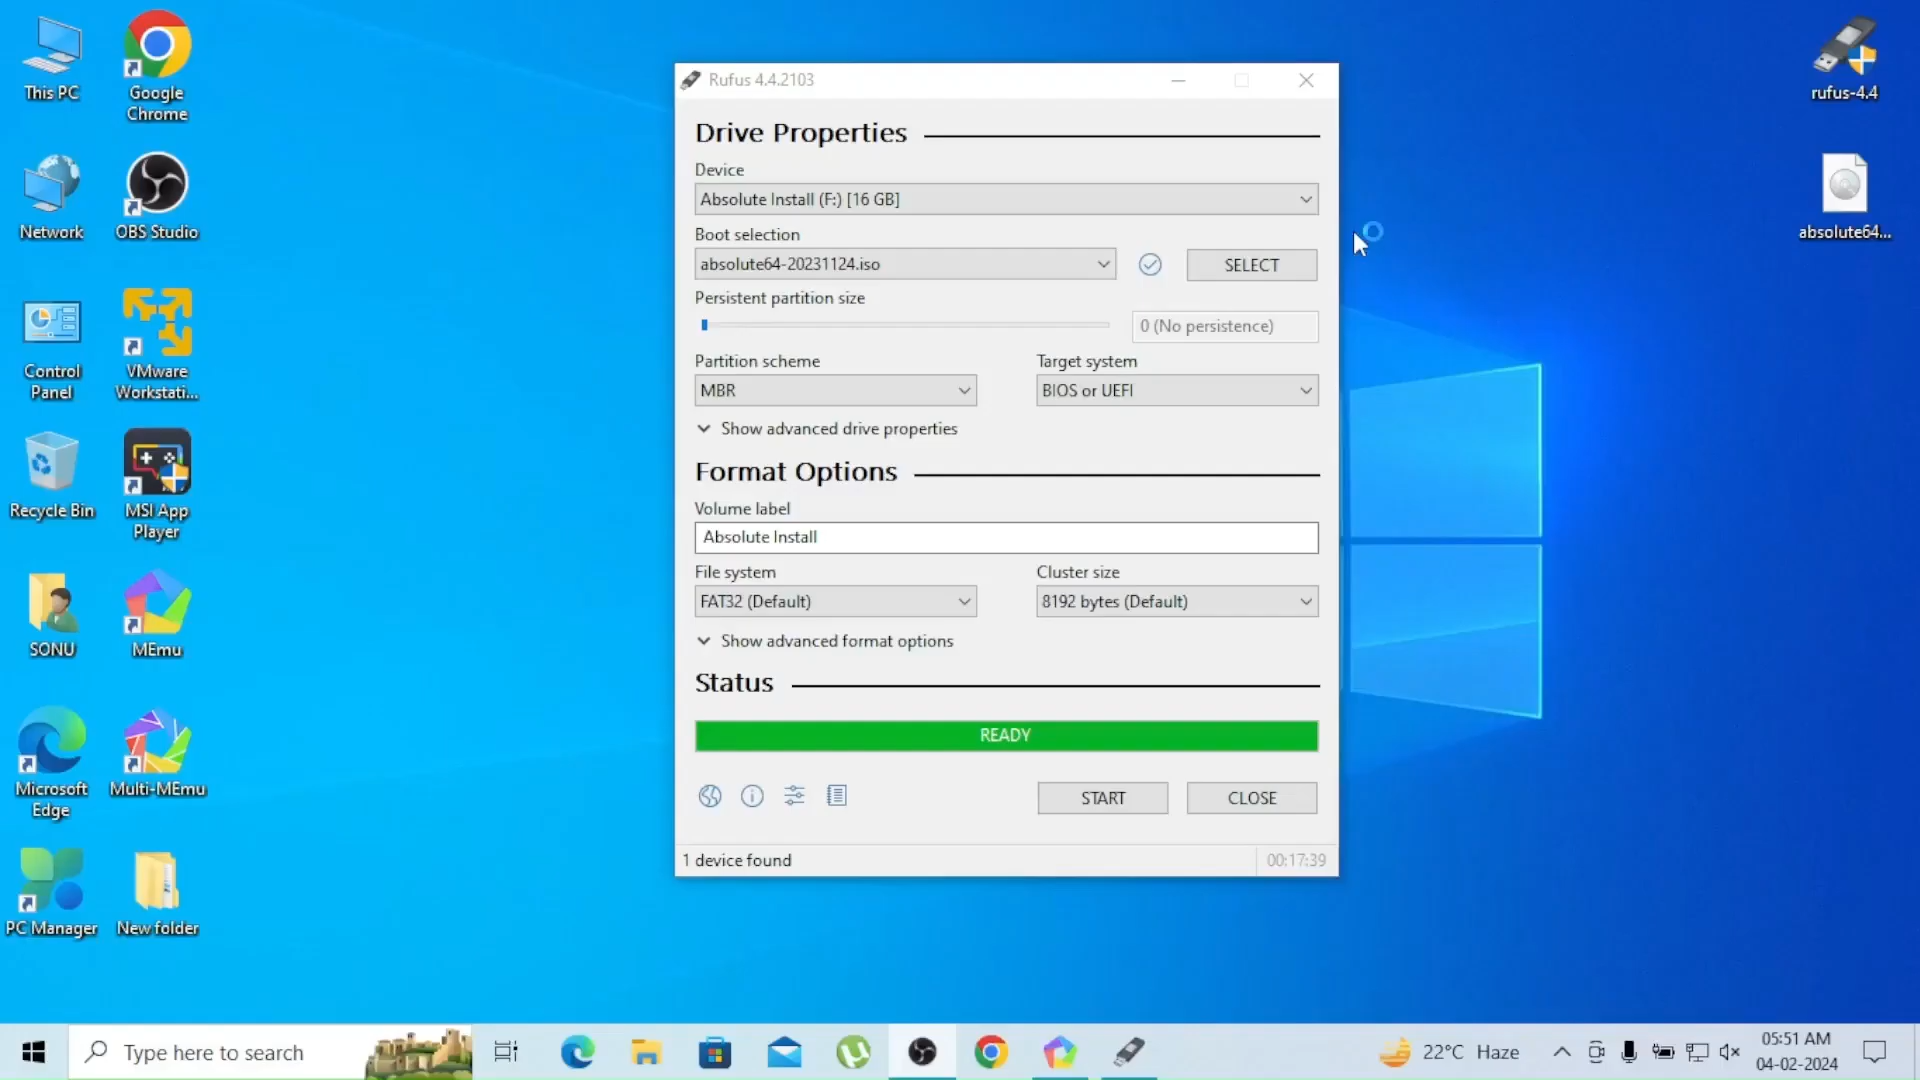 This PC
Google
Chrome
Network
OBS Studio
Control
Panel
VMware
Workstati...
Recycle Bin
MSI App
Player
SONU
MEmu
Microsoft
Edge
Multi-MEmu
PC Manager
New folder
Rufus 4.4.2103
Drive Properties
Device
Absolute Install (F:) [16 GB]
Boot selection
absolute64-20231124.iso
SELECT
Persistent partition size
0 (No persistence)
Partition scheme
Target system
MBR
BIOS or UEFI
Show advanced drive properties
Format Options
Volume label
Absolute Install
File system
Cluster size
FAT32 (Default)
8192 bytes (Default)
Show advanced format options
Status
READY
START
CLOSE
1 device found
00:17:39
rufus-4.4
absolute64...
Type here to search
22°C Haze
05:51 AM
04-02-2024